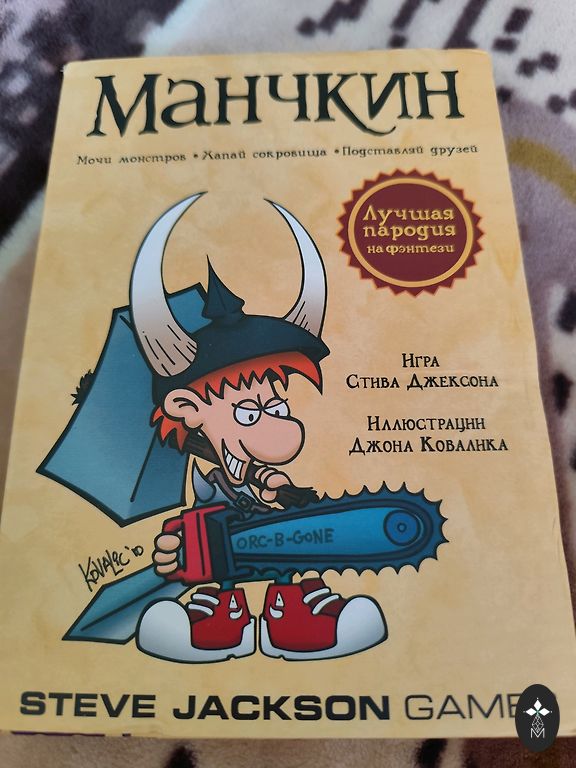 Манчкин
Мочи монстров • Хапай сокровища • Подставляй друзей
Лучшая
пародия
на фэнтези
Игра
Стива Джексона
Иллюстрации
Джона Ковалика
ORC-B-GONE
KOVALIC '10
STEVE JACKSON GAMES
M